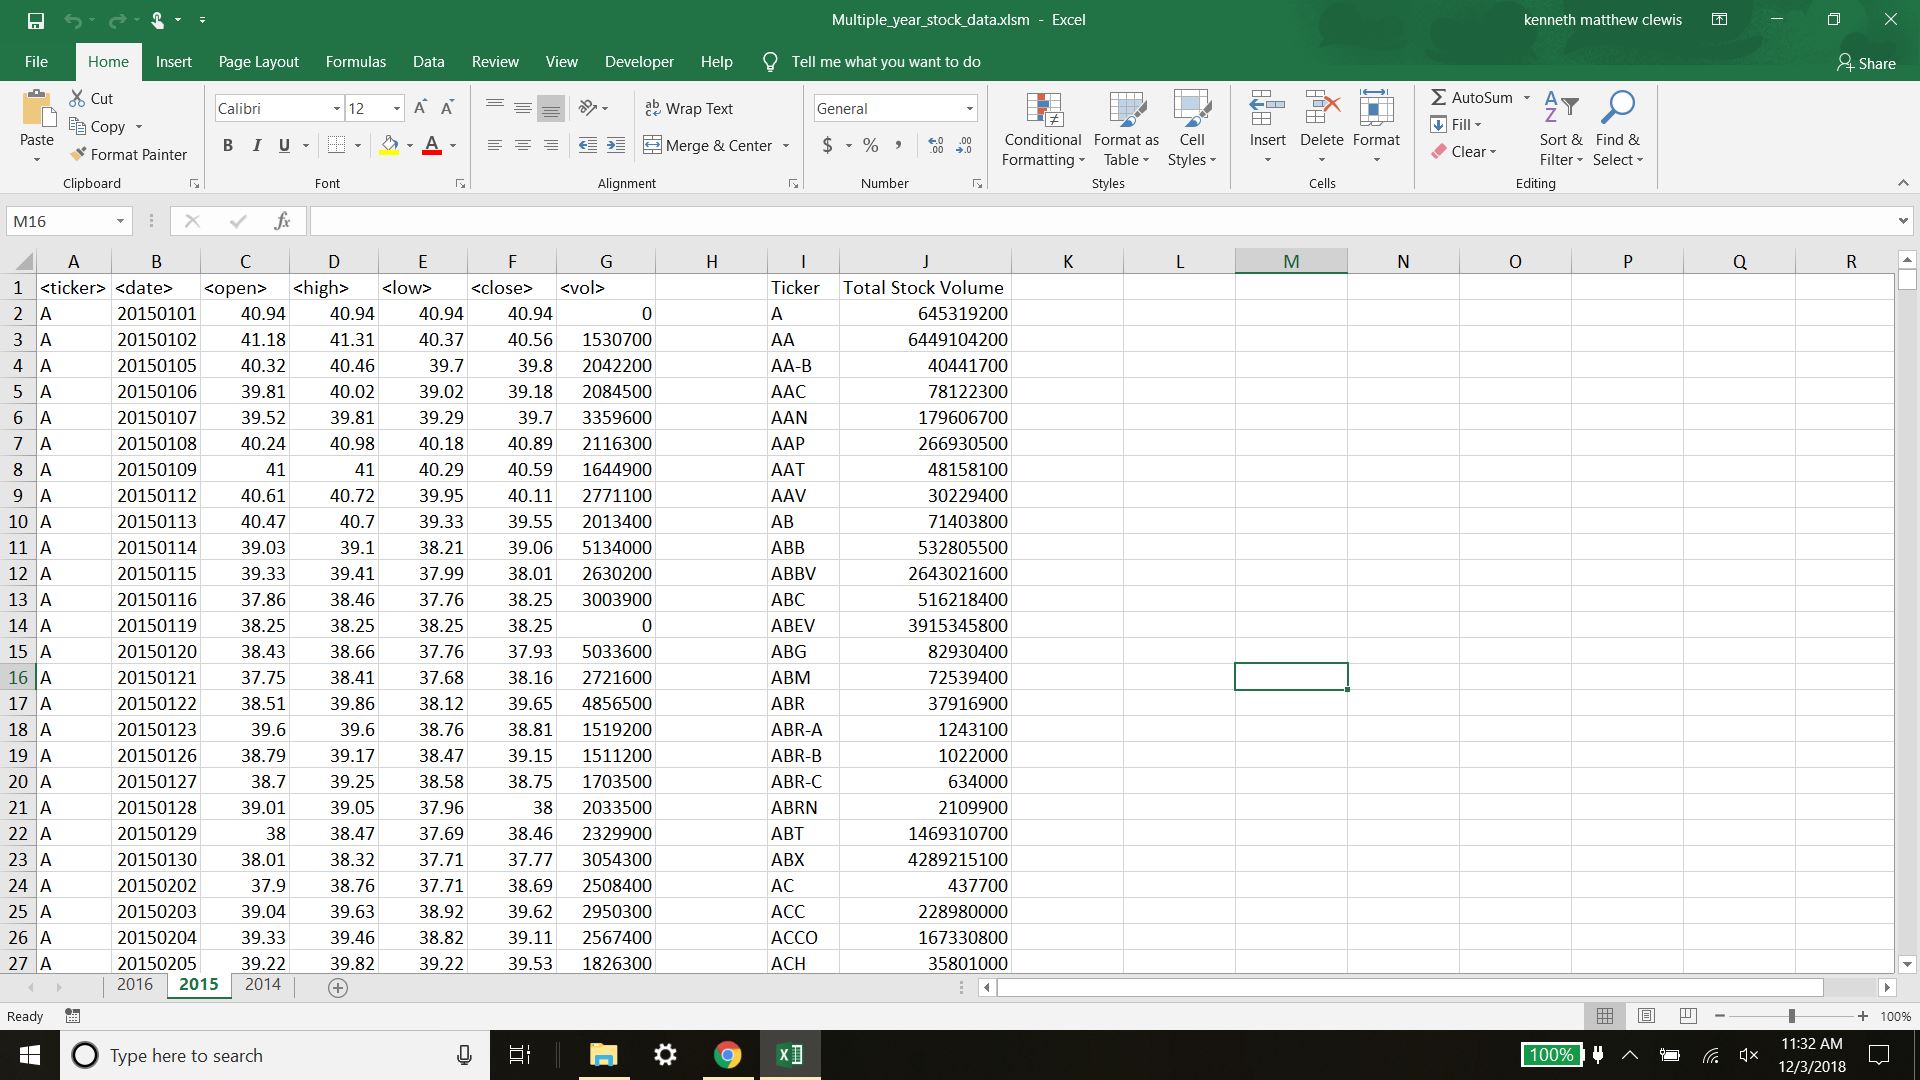 Multiple_year_stock_data.xlsm - Excel
kenneth matthew clewis
File Home Insert Page Layout Formulas Data Review View Developer Help Tell me what you want to do Share
Paste
Cut
Copy
Format Painter
Clipboard
Calibri 12 A A
B I U A
Font
Wrap Text
Merge & Center
Alignment
General
$ % , .00 .00
Number
Conditional Formatting
Format as Table
Cell Styles
Styles
Insert Delete Format
Cells
AutoSum
Fill
Clear
Sort & Filter
Find & Select
Editing
M16 fx
A B C D E F G H I J K L M N O P Q R
1 <ticker> <date> <open> <high> <low> <close> <vol> Ticker Total Stock Volume
2 A 20150101 40.94 40.94 40.94 40.94 0 A 645319200
3 A 20150102 41.18 41.31 40.37 40.56 1530700 AA 6449104200
4 A 20150105 40.32 40.46 39.7 39.8 2042200 AA-B 40441700
5 A 20150106 39.81 40.02 39.02 39.18 2084500 AAC 78122300
6 A 20150107 39.52 39.81 39.29 39.7 3359600 AAN 179606700
7 A 20150108 40.24 40.98 40.18 40.89 2116300 AAP 266930500
8 A 20150109 41 41 40.29 40.59 1644900 AAT 48158100
9 A 20150112 40.61 40.72 39.95 40.11 2771100 AAV 30229400
10 A 20150113 40.47 40.7 39.33 39.55 2013400 AB 71403800
11 A 20150114 39.03 39.1 38.21 39.06 5134000 ABB 532805500
12 A 20150115 39.33 39.41 37.99 38.01 2630200 ABBV 2643021600
13 A 20150116 37.86 38.46 37.76 38.25 3003900 ABC 516218400
14 A 20150119 38.25 38.25 38.25 38.25 0 ABEV 3915345800
15 A 20150120 38.43 38.66 37.76 37.93 5033600 ABG 82930400
16 A 20150121 37.75 38.41 37.68 38.16 2721600 ABM 72539400
17 A 20150122 38.51 39.86 38.12 39.65 4856500 ABR 37916900
18 A 20150123 39.6 39.6 38.76 38.81 1519200 ABR-A 1243100
19 A 20150126 38.79 39.17 38.47 39.15 1511200 ABR-B 1022000
20 A 20150127 38.7 39.25 38.58 38.75 1703500 ABR-C 634000
21 A 20150128 39.01 39.05 37.96 38 2033500 ABRN 2109900
22 A 20150129 38 38.47 37.69 38.46 2329900 ABT 1469310700
23 A 20150130 38.01 38.32 37.71 37.77 3054300 ABX 4289215100
24 A 20150202 37.9 38.76 37.71 38.69 2508400 AC 437700
25 A 20150203 39.04 39.63 38.92 39.62 2950300 ACC 228980000
26 A 20150204 39.33 39.46 38.82 39.11 2567400 ACCO 167330800
27 A 20150205 39.22 39.82 39.22 39.53 1826300 ACH 35801000
2016 2015 2014
Ready 100%
Type here to search
100%
11:32 AM
12/3/2018